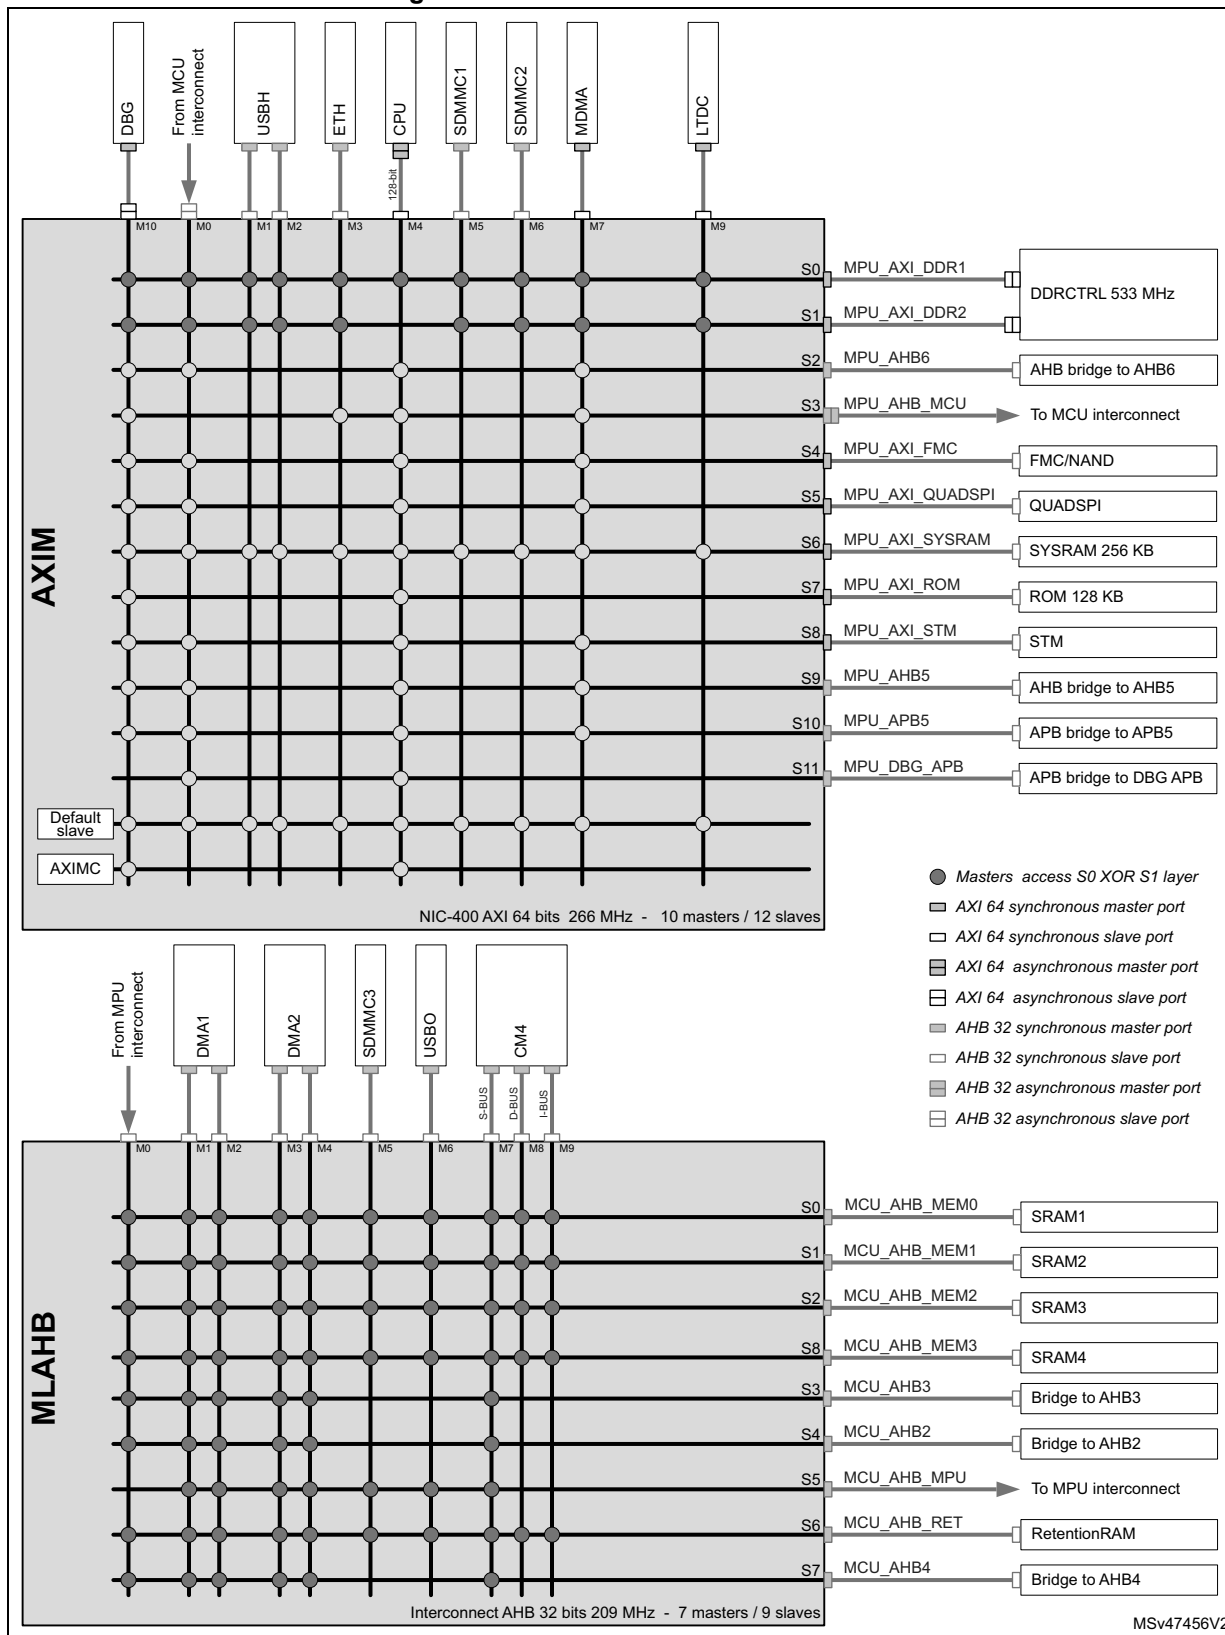 DBG
From MCU
interconnect
USBH
ETH
CPU
SDMMC1
SDMMC2
MDMA
LTDC
128-bit
M10
M0
M1
M2
M3
M4
M5
M6
M7
M9
AXIM
S0
MPU_AXI_DDR1
DDRCTRL 533 MHz
S1
MPU_AXI_DDR2
S2
MPU_AHB6
AHB bridge to AHB6
S3
MPU_AHB_MCU
To MCU interconnect
S4
MPU_AXI_FMC
FMC/NAND
S5
MPU_AXI_QUADSPI
QUADSPI
S6
MPU_AXI_SYSRAM
SYSRAM 256 KB
S7
MPU_AXI_ROM
ROM 128 KB
S8
MPU_AXI_STM
STM
S9
MPU_AHB5
AHB bridge to AHB5
S10
MPU_APB5
APB bridge to APB5
S11
MPU_DBG_APB
APB bridge to DBG APB
Default
slave
AXIMC
NIC-400 AXI 64 bits 266 MHz - 10 masters / 12 slaves
Masters access S0 XOR S1 layer
AXI 64 synchronous master port
AXI 64 synchronous slave port
AXI 64 asynchronous master port
AXI 64 asynchronous slave port
AHB 32 synchronous master port
AHB 32 synchronous slave port
AHB 32 asynchronous master port
AHB 32 asynchronous slave port
From MPU
interconnect
DMA1
DMA2
SDMMC3
USBO
CM4
S-BUS
D-BUS
I-BUS
M0
M1
M2
M3
M4
M5
M6
M7
M8
M9
MLAHB
S0
MCU_AHB_MEM0
SRAM1
S1
MCU_AHB_MEM1
SRAM2
S2
MCU_AHB_MEM2
SRAM3
S8
MCU_AHB_MEM3
SRAM4
S3
MCU_AHB3
Bridge to AHB3
S4
MCU_AHB2
Bridge to AHB2
S5
MCU_AHB_MPU
To MPU interconnect
S6
MCU_AHB_RET
RetentionRAM
S7
MCU_AHB4
Bridge to AHB4
Interconnect AHB 32 bits 209 MHz - 7 masters / 9 slaves
MSv47456V2